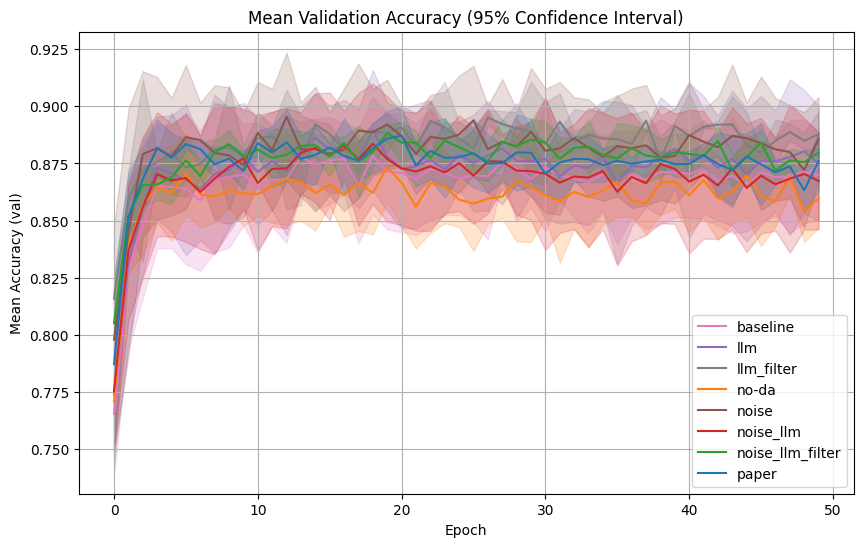 Mean Validation Accuracy (95% Confidence Interval)
Mean Accuracy (val)
0.925
0.900
0.875
0.850
0.825
0.800
0.775
0.750
0 10 20 30 40 50
Epoch
baseline
llm
llm_filter
no-da
noise
noise_llm
noise_llm_filter
paper